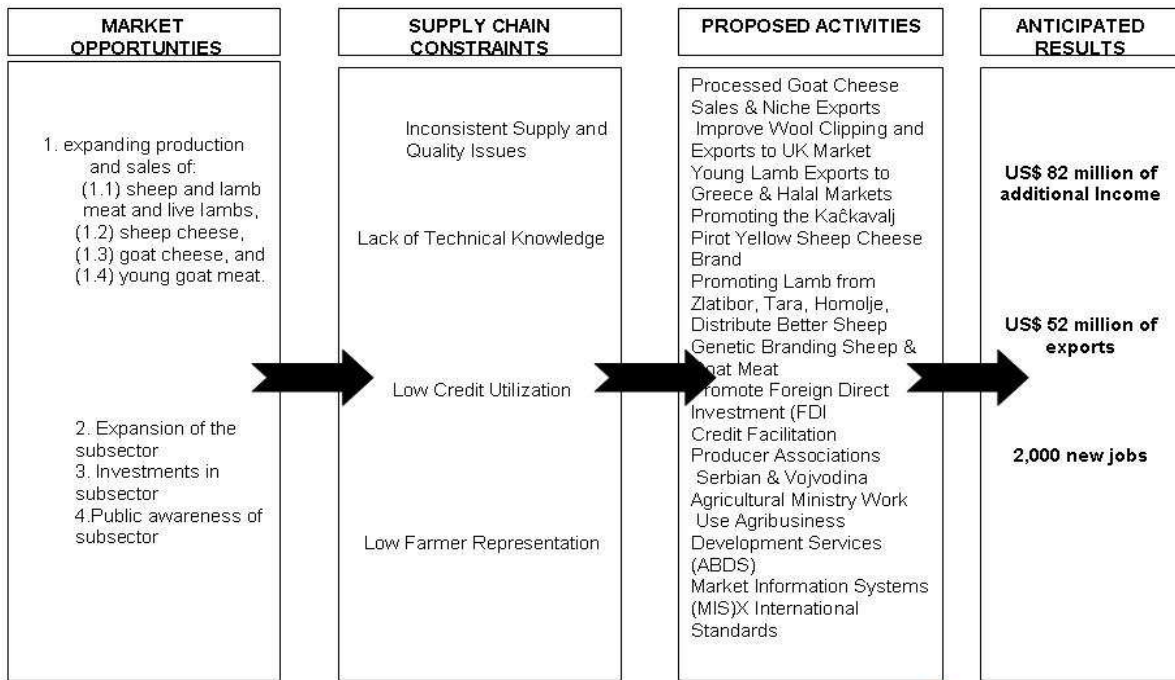 MARKET
OPPORTUNTIES
1. expanding production
and sales of:
(1.1) sheep and lamb
meat and live lambs,
(1.2) sheep cheese,
(1.3) goat cheese, and
(1.4) young goat meat.
2. Expansion of the
subsector
3. Investments in
subsector
4.Public awareness of
subsector
SUPPLY CHAIN
CONSTRAINTS
Inconsistent Supply and
Quality Issues
Lack of Technical Knowledge
Low Credit Utilization
Low Farmer Representation
PROPOSED ACTIVITIES
Processed Goat Cheese
Sales & Niche Exports
Improve Wool Clipping and
Exports to UK Market
Young Lamb Exports to
Greece & Halal Markets
Promoting the Kaĉkavalj
Pirot Yellow Sheep Cheese
Brand
Promoting Lamb from
Zlatibor, Tara, Homolje,
Distribute Better Sheep
Genetic Branding Sheep &
Meat
Promote Foreign Direct
Investment (FDI
Credit Facilitation
Producer Associations
Serbian & Vojvodina
Agricultural Ministry Work
Use Agribusiness
Development Services
(ABDS)
Market Information Systems
(MIS)X International
Standards
ANTICIPATED
RESULTS
US$ 82 million of
additional Income
US$ 52 million of
exports
2,000 new jobs